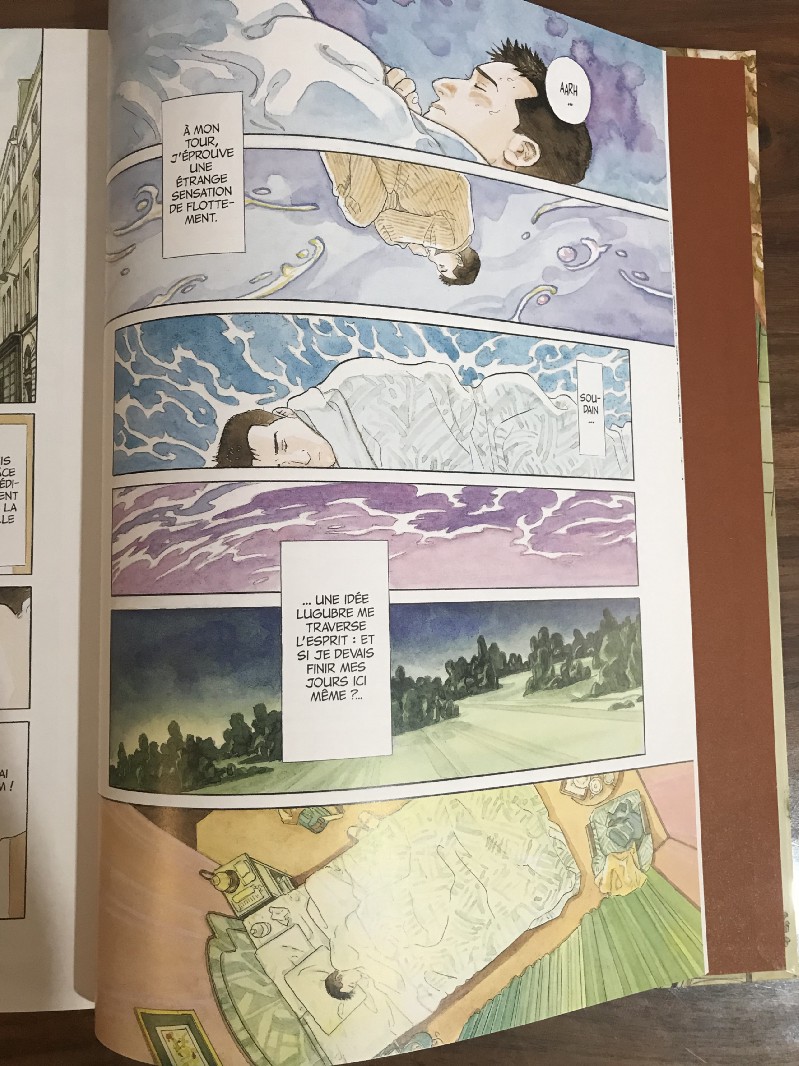 AARH
...
À MON
TOUR,
J'ÉPROUVE
UNE
ÉTRANGE
SENSATION
DE FLOTTE-
MENT.
SOU-
DAIN
...
... UNE IDÉE
LUGUBRE ME
TRAVERSE
L'ESPRIT : ET
SI JE DEVAIS
FINIR MES
JOURS ICI
MÊME ?...
LA